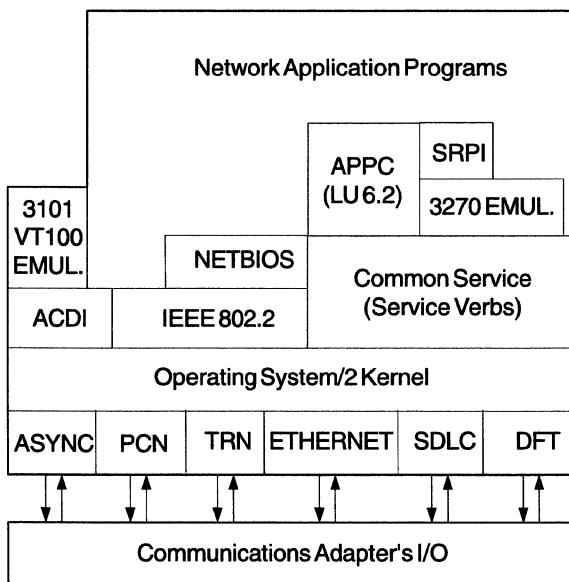 Network Application Programs
APPC
(LU 6.2)
SRPI
3270 EMUL.
3101
VT100
EMUL.
NETBIOS
Common Service
(Service Verbs)
ACDI
IEEE 802.2
Operating System/2 Kernel
ASYNC
PCN
TRN
ETHERNET
SDLC
DFT
Communications Adapter's I/O